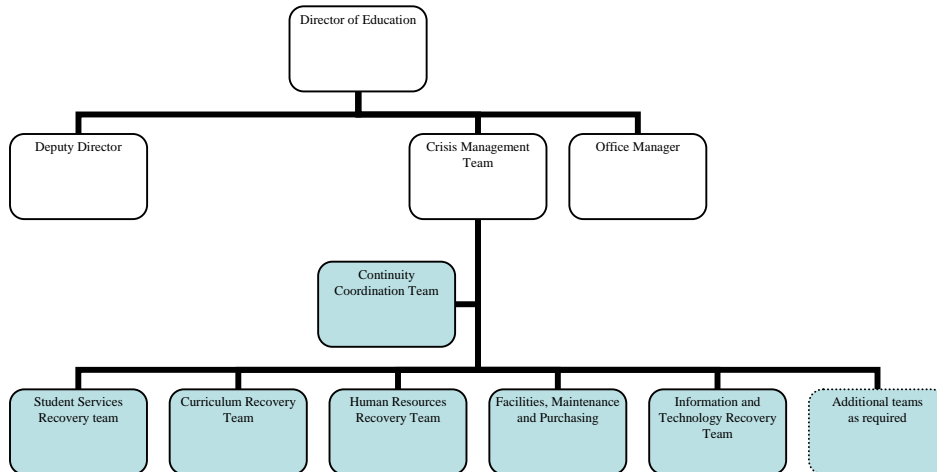 Director of Education
Deputy Director
Crisis Management
Team
Office Manager
Continuity
Coordination Team
Student Services
Recovery team
Curriculum Recovery
Team
Human Resources
Recovery Team
Facilities, Maintenance
and Purchasing
Information and
Technology Recovery
Team
Additional teams
as required